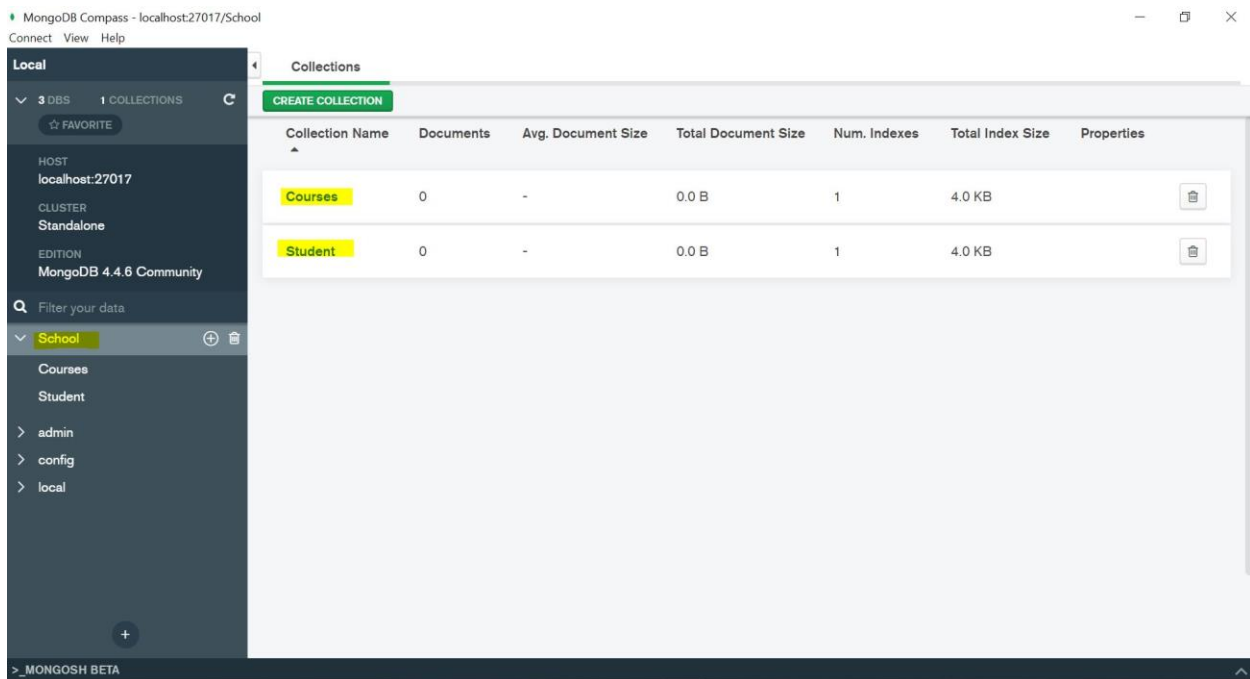 MongoDB Compass - localhost:27017/School
Connect View Help
Local
3 DBS 1 COLLECTIONS
FAVORITE
HOST
localhost:27017
CLUSTER
Standalone
EDITION
MongoDB 4.4.6 Community
Filter your data
School
Courses
Student
admin
config
local
>_MONGOSH BETA
Collections
CREATE COLLECTION
Collection Name Documents Avg. Document Size Total Document Size Num. Indexes Total Index Size Properties
Courses 0 - 0.0 B 1 4.0 KB
Student 0 - 0.0 B 1 4.0 KB